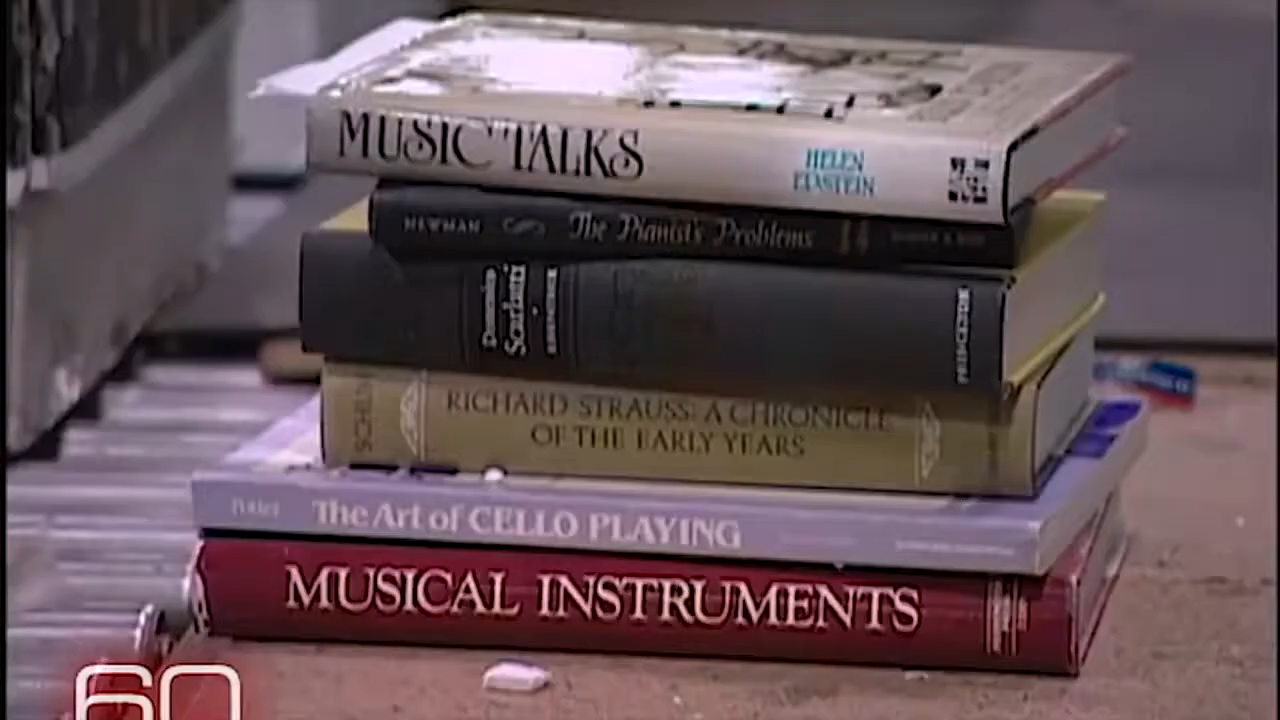 MUSIC TALKS
HELEN
EPSTEIN
NEWMAN
The Pianist's Problems
Domenico
Scarlatti
PRINCETON
RICHARD STRAUSS: A CHRONICLE
OF THE EARLY YEARS
The Art of CELLO PLAYING
MUSICAL INSTRUMENTS
60